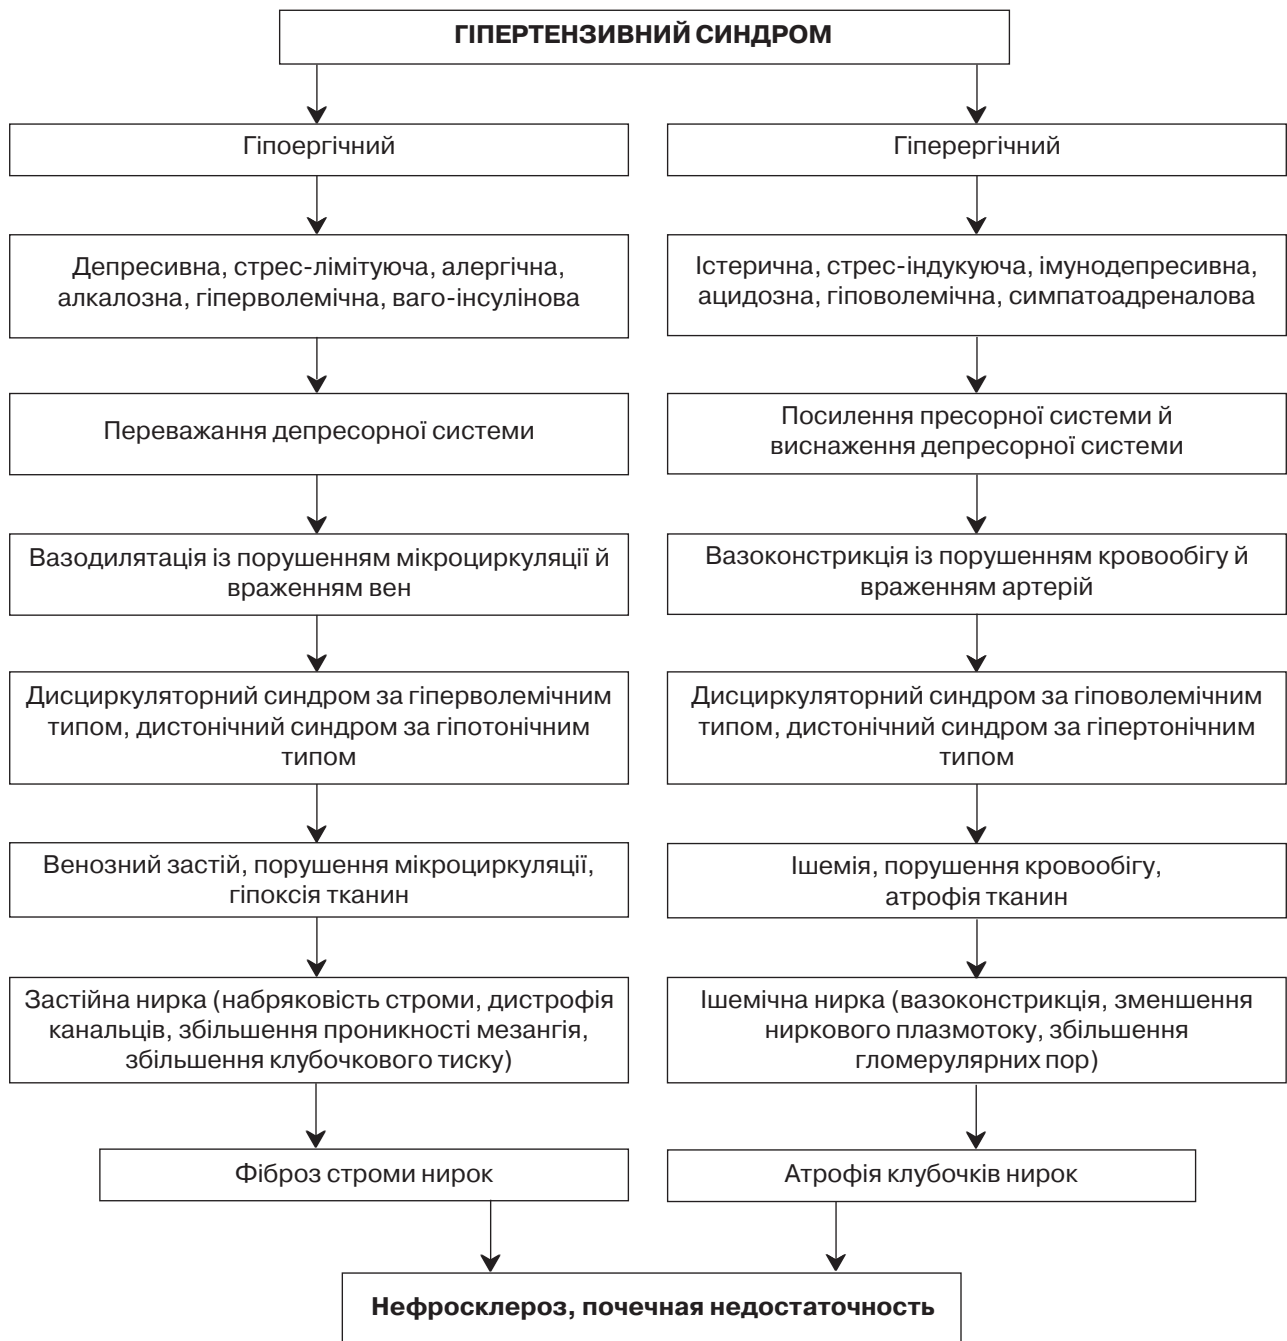 ГІПЕРТЕНЗИВНИЙ СИНДРОМ
Гіпоергічний
Гіперергічний
Депресивна, стрес-лімітуюча, алергічна,
алкалозна, гіперволемічна, ваго-інсулінова
Істерична, стрес-індукуюча, імунодепресивна,
ацидозна, гіповолемічна, симпатоадреналова
Переважання депресорної системи
Посилення пресорної системи й
виснаження депресорної системи
Вазодилятація із порушенням мікроциркуляції й
враженням вен
Вазоконстрикція із порушенням кровообігу й
враженням артерій
Дисциркуляторний синдром за гіперволемічним
типом, дистонічний синдром за гіпотонічним
типом
Дисциркуляторний синдром за гіповолемічним
типом, дистонічний синдром за гіпертонічним
типом
Венозний застій, порушення мікроциркуляції,
гіпоксія тканин
Ішемія, порушення кровообігу,
атрофія тканин
Застійна нирка (набряковість строми, дистрофія
канальців, збільшення проникності мезангія,
збільшення клубочкового тиску)
Ішемічна нирка (вазоконстрикція, зменшення
ниркового плазмотоку, збільшення
гломерулярних пор)
Фіброз строми нирок
Атрофія клубочків нирок
Нефросклероз, почечная недостаточность